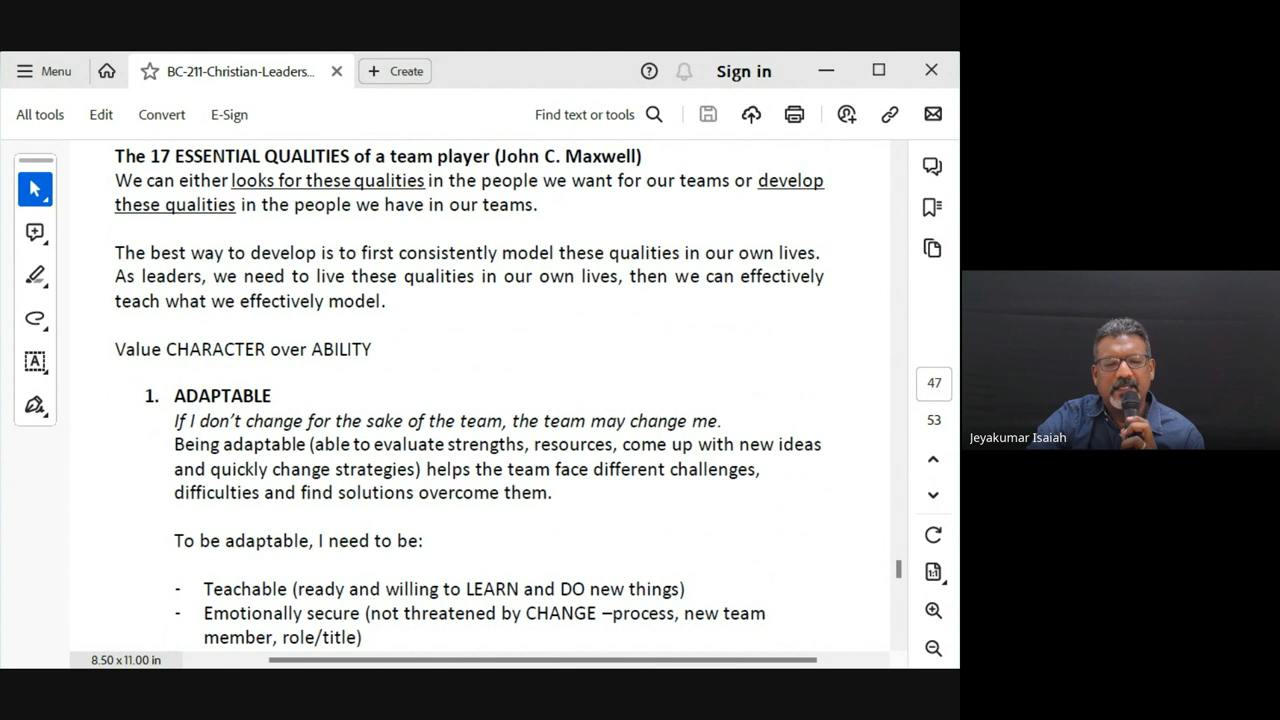 Menu
BC-211-Christian-Leaders...
Create
Sign in
All tools
Edit
Convert
E-Sign
Find text or tools
The 17 ESSENTIAL QUALITIES of a team player (John C. Maxwell)
We can either looks for these qualities in the people we want for our teams or develop
these qualities in the people we have in our teams.
The best way to develop is to first consistently model these qualities in our own lives.
As leaders, we need to live these qualities in our own lives, then we can effectively
teach what we effectively model.
Value CHARACTER over ABILITY
1. ADAPTABLE
If I don’t change for the sake of the team, the team may change me.
Being adaptable (able to evaluate strengths, resources, come up with new ideas
and quickly change strategies) helps the team face different challenges,
difficulties and find solutions overcome them.
To be adaptable, I need to be:
- Teachable (ready and willing to LEARN and DO new things)
- Emotionally secure (not threatened by CHANGE –process, new team
member, role/title)
8.50 x 11.00 in
47
53
1:1
Jeyakumar Isaiah